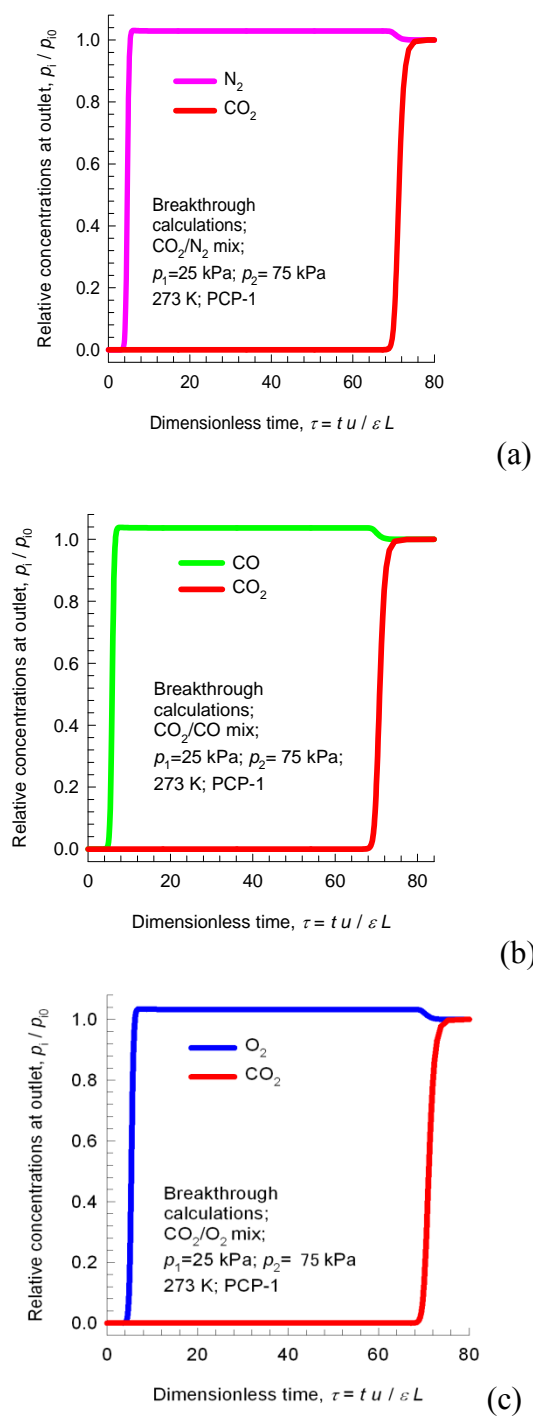 Relative concentrations at outlet, pᵢ / pᵢ₀
1.0
0.8
0.6
0.4
0.2
0.0
N₂
CO₂
Breakthrough
calculations;
CO₂/N₂ mix;
p₁=25 kPa; p₂= 75 kPa
273 K; PCP-1
0 20 40 60 80
Dimensionless time, τ = t u / ε L
(a)
Relative concentrations at outlet, pᵢ / pᵢ₀
1.0
0.8
0.6
0.4
0.2
0.0
CO
CO₂
Breakthrough
calculations;
CO₂/CO mix;
p₁=25 kPa; p₂= 75 kPa;
273 K; PCP-1
0 20 40 60 80
Dimensionless time, τ = t u / ε L
(b)
Relative concentrations at outlet, pᵢ / pᵢ₀
1.0
0.8
0.6
0.4
0.2
0.0
O₂
CO₂
Breakthrough
calculations;
CO₂/O₂ mix;
p₁=25 kPa; p₂= 75 kPa
273 K; PCP-1
0 20 40 60 80
Dimensionless time, τ = t u / ε L
(c)